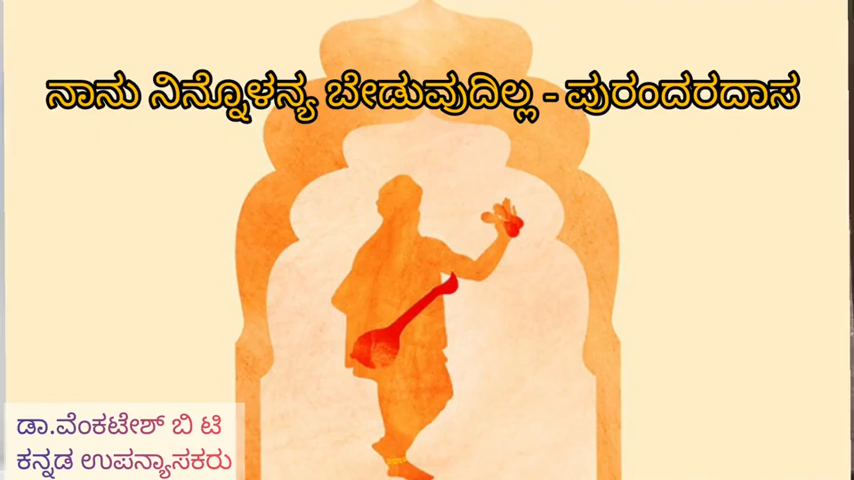 ನಾನು ನಿನ್ನೊಳನ್ಯ ಬೇಡುವುದಿಲ್ಲ - ಪುರಂದರದಾಸ
ಡಾ.ವೆಂಕಟೇಶ್ ಬಿ ಟಿ
ಕನ್ನಡ ಉಪನ್ಯಾಸಕರು